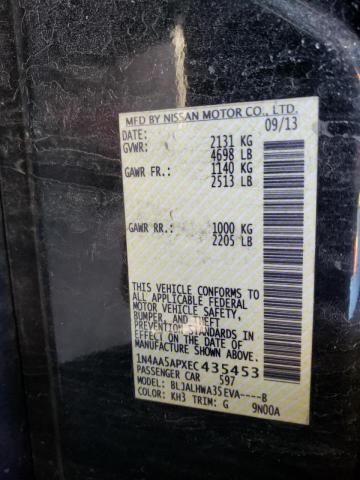 MFD BY NISSAN MOTOR CO., LTD.
DATE: 09/13
GVWR: 2131 KG
4698 LB
GAWR FR.: 1140 KG
2513 LB
GAWR RR.: 1000 KG
2205 LB
THIS VEHICLE CONFORMS TO
ALL APPLICABLE FEDERAL
MOTOR VEHICLE SAFETY,
BUMPER, AND THEFT
PREVENTION STANDARDS IN
EFFECT ON THE DATE OF
MANUFACTURE SHOWN ABOVE.
1N4AA5APXEC435453
PASSENGER CAR 597
MODEL: BLJALHWA35EVA----B
COLOR: KH3 TRIM: G 9N00A